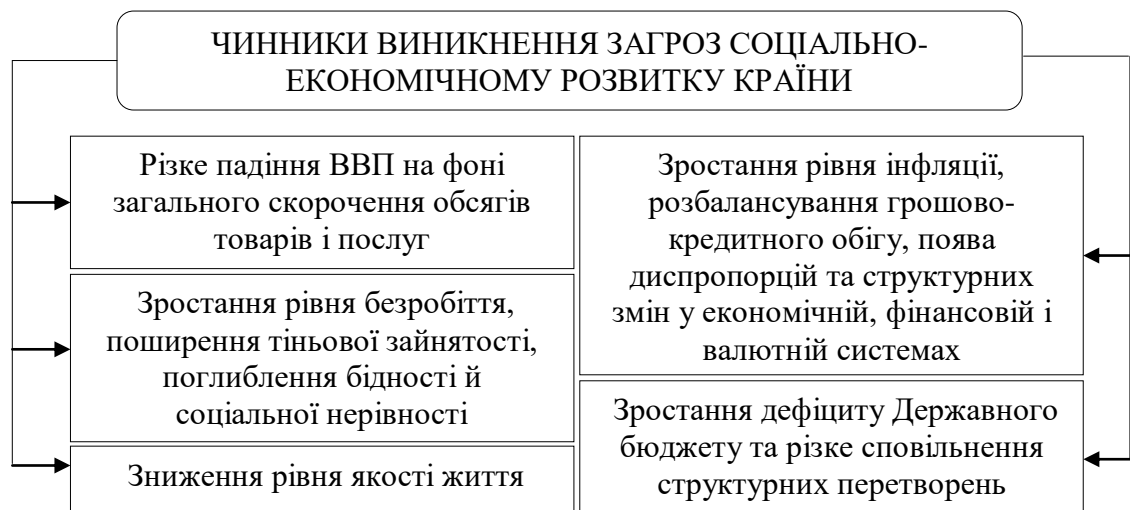 ЧИННИКИ ВИНИКНЕННЯ ЗАГРОЗ СОЦІАЛЬНО-
ЕКОНОМІЧНОМУ РОЗВИТКУ КРАЇНИ
Різке падіння ВВП на фоні
загального скорочення обсягів
товарів і послуг
Зростання рівня безробіття,
поширення тіньової зайнятості,
поглиблення бідності й
соціальної нерівності
Зниження рівня якості життя
Зростання рівня інфляції,
розбалансування грошово-
кредитного обігу, поява
диспропорцій та структурних
змін у економічній, фінансовій і
валютній системах
Зростання дефіциту Державного
бюджету та різке сповільнення
структурних перетворень